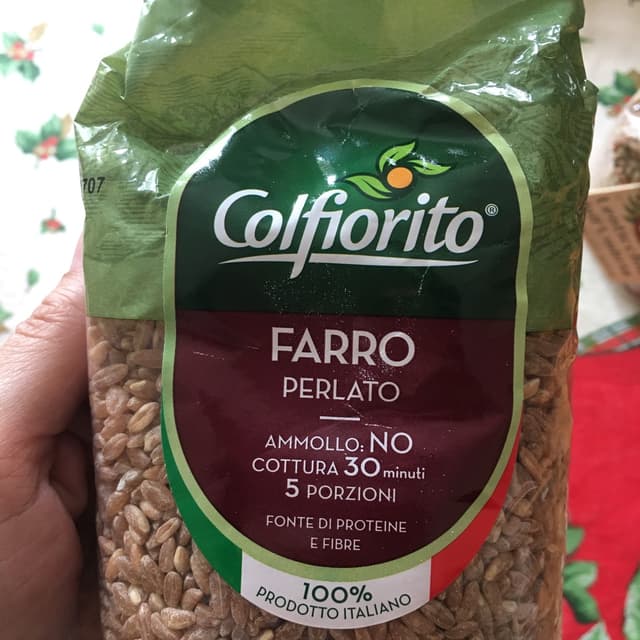 707
Colfiorito®
FARRO
PERLATO
AMMOLLO: NO
COTTURA 30 minuti
5 PORZIONI
FONTE DI PROTEINE
E FIBRE
100%
PRODOTTO ITALIANO